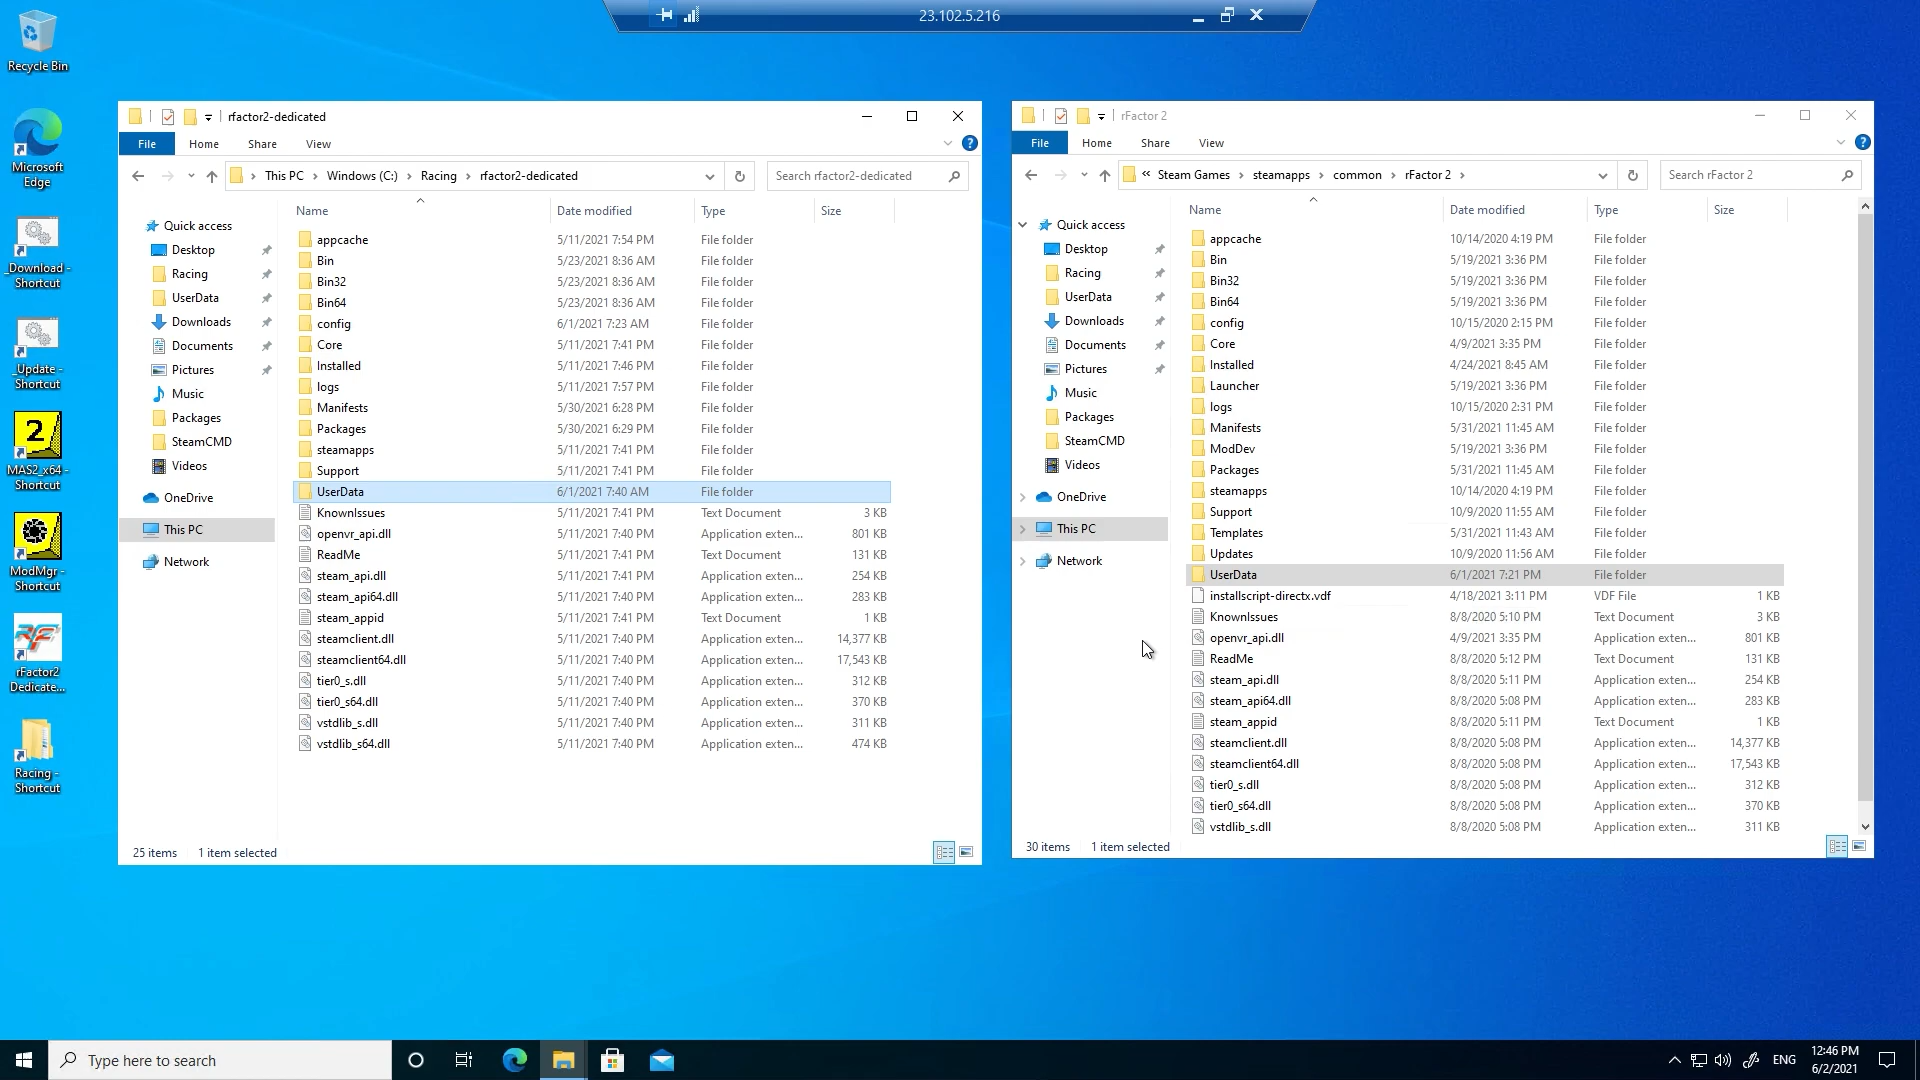 23.102.5.216
Recycle Bin
Microsoft
Edge
_Download -
Shortcut
_Update -
Shortcut
MAS2_x64 -
Shortcut
ModMgr -
Shortcut
rFactor2
Dedicate...
Racing -
Shortcut
rfactor2-dedicated
File Home Share View
This PC > Windows (C:) > Racing > rfactor2-dedicated
Search rfactor2-dedicated
Name Date modified Type Size
Quick access
Desktop
Racing
UserData
Downloads
Documents
Pictures
Music
Packages
SteamCMD
Videos
OneDrive
This PC
Network
appcache 5/11/2021 7:54 PM File folder
Bin 5/23/2021 8:36 AM File folder
Bin32 5/23/2021 8:36 AM File folder
Bin64 5/23/2021 8:36 AM File folder
config 6/1/2021 7:23 AM File folder
Core 5/11/2021 7:41 PM File folder
Installed 5/11/2021 7:46 PM File folder
logs 5/11/2021 7:57 PM File folder
Manifests 5/30/2021 6:28 PM File folder
Packages 5/30/2021 6:29 PM File folder
steamapps 5/11/2021 7:41 PM File folder
Support 5/11/2021 7:41 PM File folder
UserData 6/1/2021 7:40 AM File folder
KnownIssues 5/11/2021 7:41 PM Text Document 3 KB
openvr_api.dll 5/11/2021 7:40 PM Application exten... 801 KB
ReadMe 5/11/2021 7:41 PM Text Document 131 KB
steam_api.dll 5/11/2021 7:41 PM Application exten... 254 KB
steam_api64.dll 5/11/2021 7:40 PM Application exten... 283 KB
steam_appid 5/11/2021 7:41 PM Text Document 1 KB
steamclient.dll 5/11/2021 7:40 PM Application exten... 14,377 KB
steamclient64.dll 5/11/2021 7:40 PM Application exten... 17,543 KB
tier0_s.dll 5/11/2021 7:40 PM Application exten... 312 KB
tier0_s64.dll 5/11/2021 7:40 PM Application exten... 370 KB
vstdlib_s.dll 5/11/2021 7:40 PM Application exten... 311 KB
vstdlib_s64.dll 5/11/2021 7:40 PM Application exten... 474 KB
25 items 1 item selected
rFactor 2
File Home Share View
« Steam Games > steamapps > common > rFactor 2 >
Search rFactor 2
Name Date modified Type Size
Quick access
Desktop
Racing
UserData
Downloads
Documents
Pictures
Music
Packages
SteamCMD
Videos
OneDrive
This PC
Network
appcache 10/14/2020 4:19 PM File folder
Bin 5/19/2021 3:36 PM File folder
Bin32 5/19/2021 3:36 PM File folder
Bin64 5/19/2021 3:36 PM File folder
config 10/15/2020 2:15 PM File folder
Core 4/9/2021 3:35 PM File folder
Installed 4/24/2021 8:45 AM File folder
Launcher 5/19/2021 3:36 PM File folder
logs 10/15/2020 2:31 PM File folder
Manifests 5/31/2021 11:45 AM File folder
ModDev 5/19/2021 3:36 PM File folder
Packages 5/31/2021 11:45 AM File folder
steamapps 10/14/2020 4:19 PM File folder
Support 10/9/2020 11:55 AM File folder
Templates 5/31/2021 11:43 AM File folder
Updates 10/9/2020 11:56 AM File folder
UserData 6/1/2021 7:21 PM File folder
installscript-directx.vdf 4/18/2021 3:11 PM VDF File 1 KB
KnownIssues 8/8/2020 5:10 PM Text Document 3 KB
openvr_api.dll 4/9/2021 3:35 PM Application exten... 801 KB
ReadMe 8/8/2020 5:12 PM Text Document 131 KB
steam_api.dll 8/8/2020 5:11 PM Application exten... 254 KB
steam_api64.dll 8/8/2020 5:08 PM Application exten... 283 KB
steam_appid 8/8/2020 5:11 PM Text Document 1 KB
steamclient.dll 8/8/2020 5:08 PM Application exten... 14,377 KB
steamclient64.dll 8/8/2020 5:08 PM Application exten... 17,543 KB
tier0_s.dll 8/8/2020 5:08 PM Application exten... 312 KB
tier0_s64.dll 8/8/2020 5:08 PM Application exten... 370 KB
vstdlib_s.dll 8/8/2020 5:08 PM Application exten... 311 KB
30 items 1 item selected
Type here to search
ENG
12:46 PM
6/2/2021